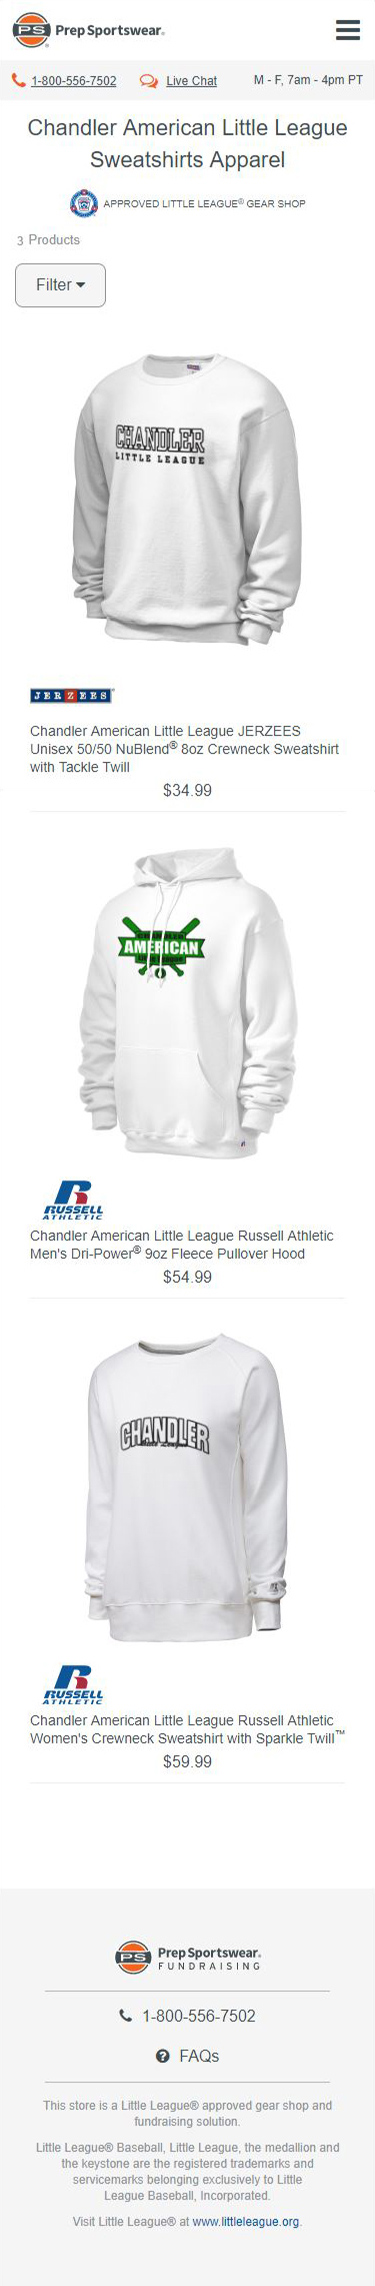 PS Prep Sportswear.
1-800-556-7502 Live Chat M - F, 7am - 4pm PT
Chandler American Little League
Sweatshirts Apparel
APPROVED LITTLE LEAGUE® GEAR SHOP
3 Products
Filter
CHANDLER
LITTLE LEAGUE
JERZEES
Chandler American Little League JERZEES
Unisex 50/50 NuBlend® 8oz Crewneck Sweatshirt
with Tackle Twill
$34.99
AMERICAN
RUSSELL
ATHLETIC
Chandler American Little League Russell Athletic
Men's Dri-Power® 9oz Fleece Pullover Hood
$54.99
CHANDLER
Little League
RUSSELL
ATHLETIC
Chandler American Little League Russell Athletic
Women's Crewneck Sweatshirt with Sparkle Twill™
$59.99
PS Prep Sportswear.
FUNDRAISING
1-800-556-7502
FAQs
This store is a Little League® approved gear shop and
fundraising solution.
Little League® Baseball, Little League, the medallion and
the keystone are the registered trademarks and
servicemarks belonging exclusively to Little
League Baseball, Incorporated.
Visit Little League® at www.littleleague.org.